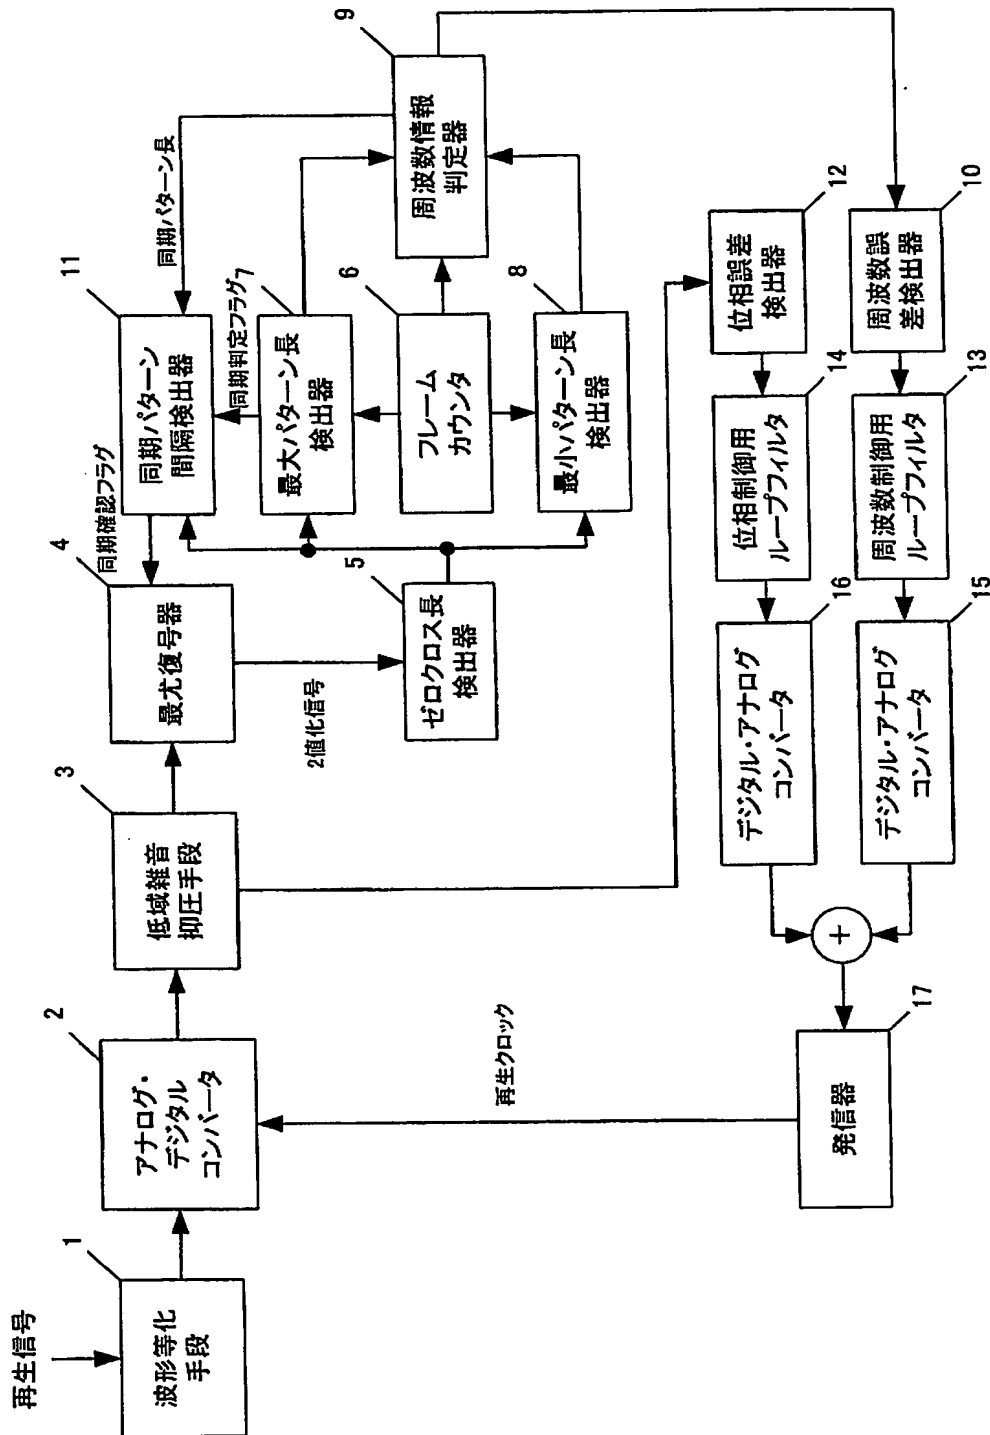 再生信号
1
波形等化
手段
2
アナログ・
デジタル
コンバータ
3
低域雑音
抑圧手段
4
最尤復号器
同期確認フラグ
11
同期パターン
間隔検出器
同期パターン長
9
周波数情報
判定器
同期判定フラグ
7
最大パターン長
検出器
6
フレーム
カウンタ
8
最小パターン長
検出器
5
ゼロクロス長
検出器
2値化信号
12
位相誤差
検出器
10
周波数誤
差検出器
14
位相制御用
ループフィルタ
13
周波数制御用
ループフィルタ
16
デジタル・アナログ
コンバータ
15
デジタル・アナログ
コンバータ
+
17
発信器
再生クロック